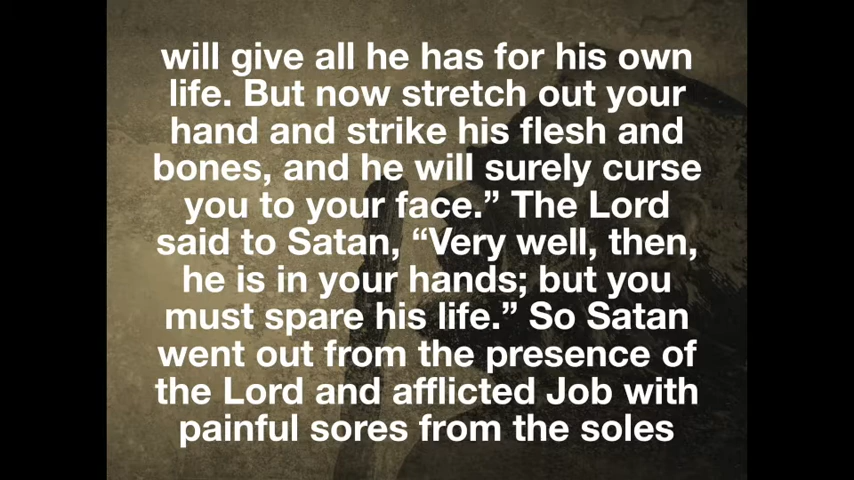 will give all he has for his own
life. But now stretch out your
hand and strike his flesh and
bones, and he will surely curse
you to your face.” The Lord
said to Satan, “Very well, then,
he is in your hands; but you
must spare his life.” So Satan
went out from the presence of
the Lord and afflicted Job with
painful sores from the soles